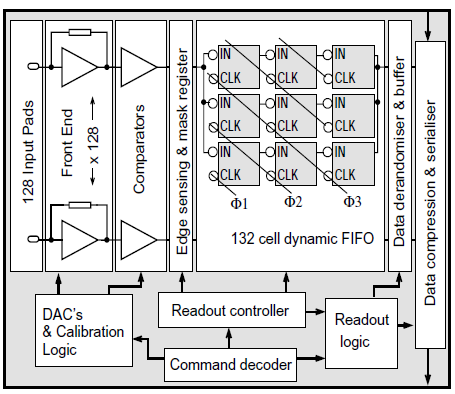 128 Input Pads
Front End
x 128
Comparators
Edge sensing & mask register
IN
CLK
IN
CLK
IN
CLK
IN
CLK
IN
CLK
IN
CLK
IN
CLK
IN
CLK
IN
CLK
Φ1
Φ2
Φ3
132 cell dynamic FIFO
Data derandomiser & buffer
Data compression & serialiser
DAC's
& Calibration
Logic
Readout controller
Command decoder
Readout
logic